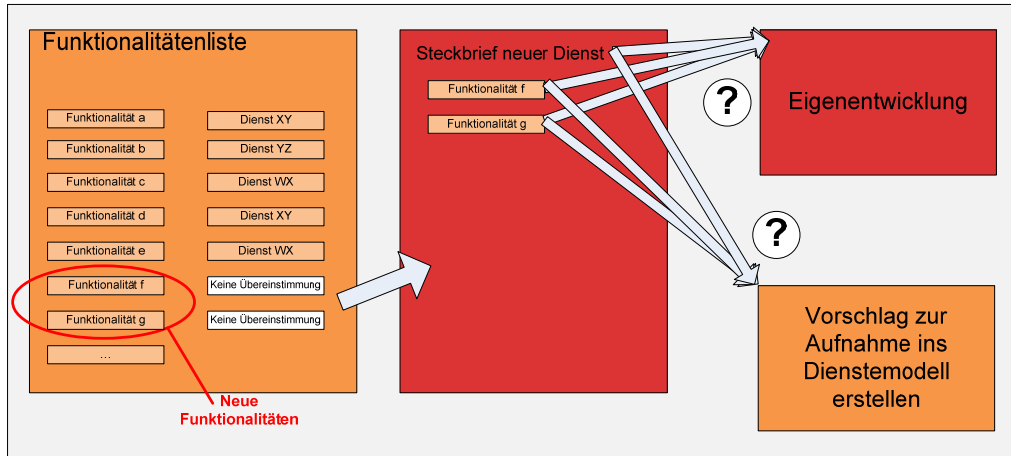 Funktionalitätenliste
Funktionalität a
Dienst XY
Funktionalität b
Dienst YZ
Funktionalität c
Dienst WX
Funktionalität d
Dienst XY
Funktionalität e
Dienst WX
Funktionalität f
Keine Übereinstimmung
Funktionalität g
Keine Übereinstimmung
...
Neue
Funktionalitäten
Steckbrief neuer Dienst
Funktionalität f
Funktionalität g
?
Eigenentwicklung
?
Vorschlag zur
Aufnahme ins
Dienstemodell
erstellen